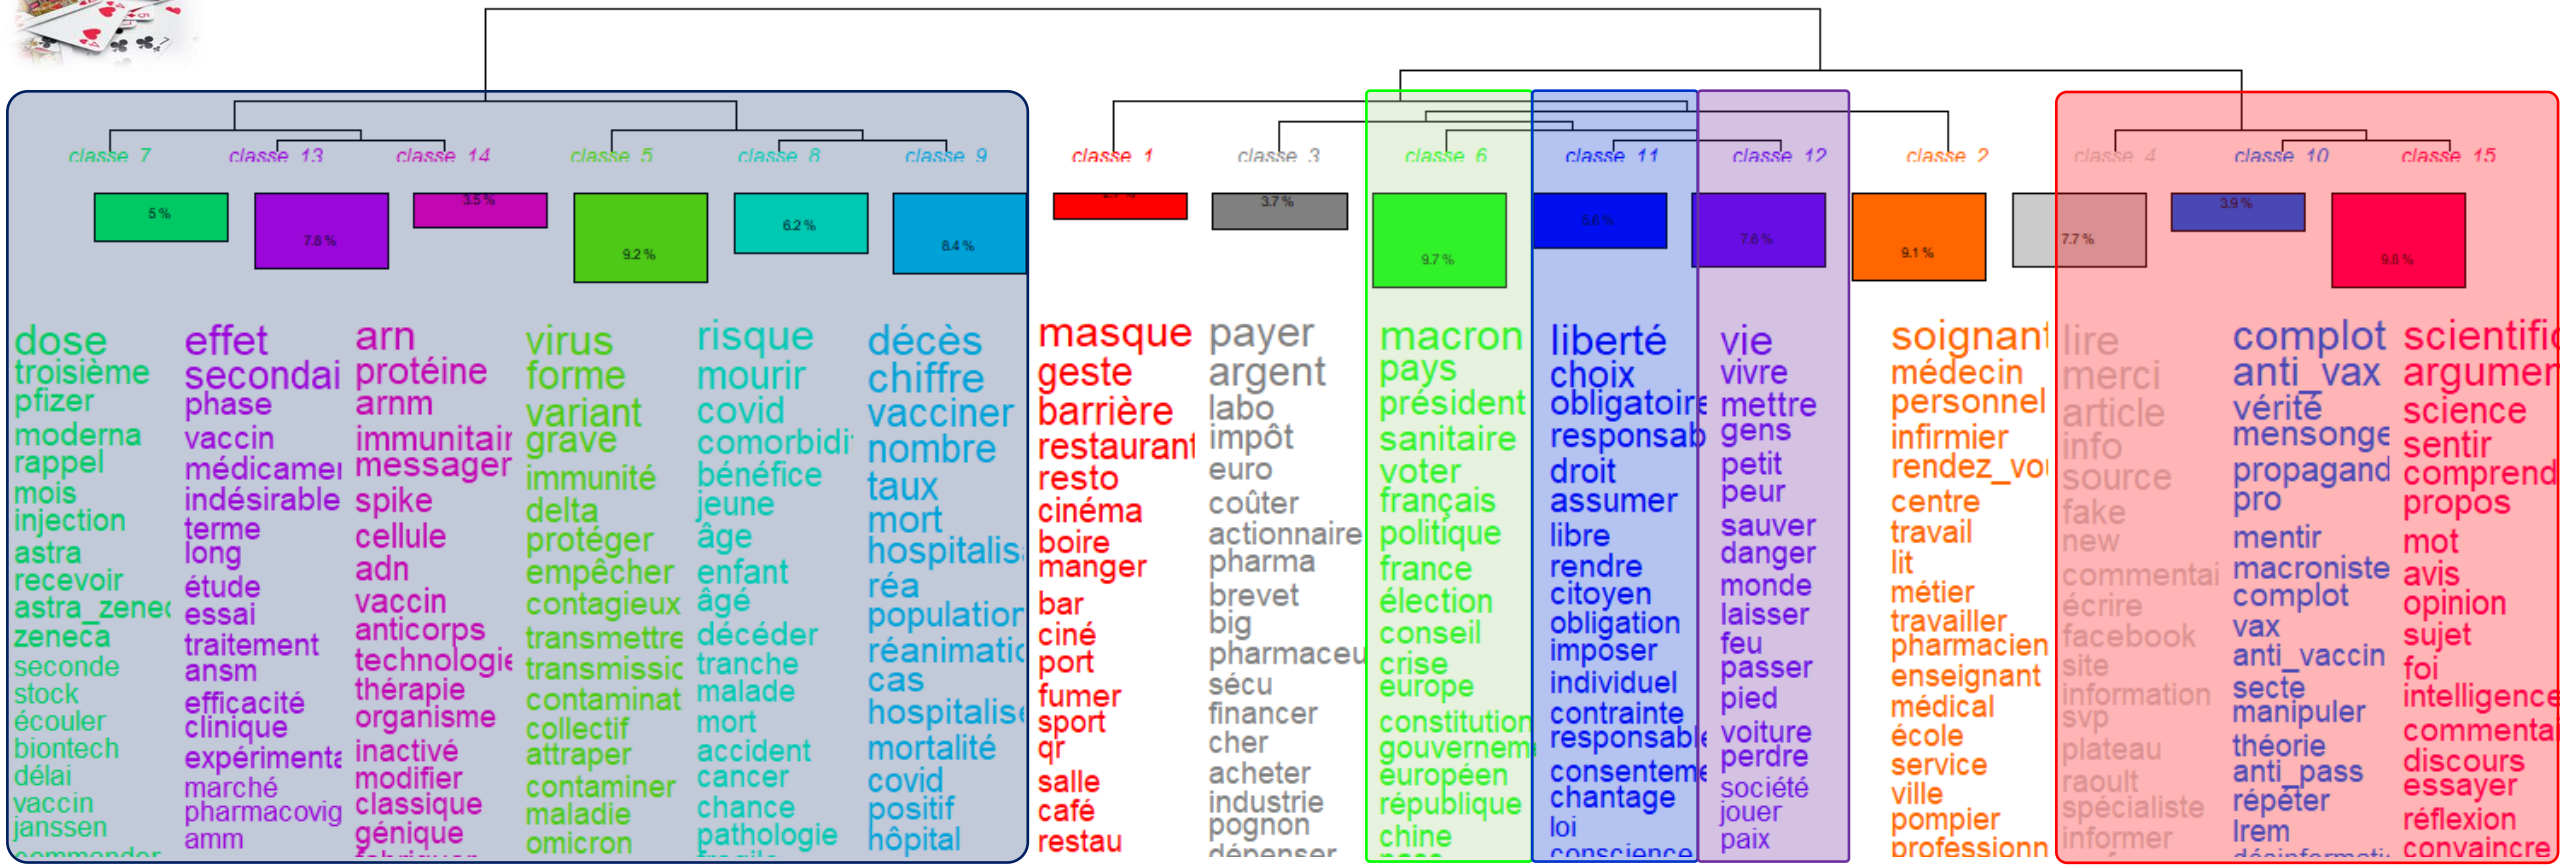 classe 7
classe 13
classe 14
classe 5
classe 8
classe 9
classe 1
classe 3
classe 6
classe 11
classe 12
classe 2
classe 4
classe 10
classe 15
5 %
7.8 %
3.5 %
9.2 %
6.2 %
8.4 %
3.7 %
9.7 %
5.6 %
7.6 %
9.1 %
7.7 %
3.9 %
9.8 %
dose
troisième
pfizer
moderna
rappel
mois
injection
astra
recevoir
astra_zenec
zeneca
seconde
stock
écouler
biontech
délai
vaccin
janssen
commander
effet
secondai
phase
vaccin
médicamen
indésirable
terme
long
étude
essai
traitement
ansm
efficacité
clinique
expérimenta
marché
pharmacovig
amm
arn
protéine
arnm
immunitair
messager
spike
cellule
adn
vaccin
anticorps
technologie
thérapie
organisme
inactivé
modifier
classique
génique
fabriquer
virus
forme
variant
grave
immunité
delta
protéger
empêcher
contagieux
transmettre
transmissic
contaminat
collectif
attraper
contaminer
maladie
omicron
risque
mourir
covid
comorbidi
bénéfice
jeune
âge
enfant
âgé
décéder
tranche
malade
mort
accident
cancer
chance
pathologie
fragile
décès
chiffre
vacciner
nombre
taux
mort
hospitalisa
réa
population
réanimatic
cas
hospitalise
mortalité
covid
positif
hôpital
masque
geste
barrière
restaurant
resto
cinéma
boire
manger
bar
ciné
port
fumer
sport
qr
salle
café
restau
payer
argent
labo
impôt
euro
coûter
actionnaire
pharma
brevet
big
pharmaceu
sécu
financer
cher
acheter
industrie
pognon
dépenser
macron
pays
président
sanitaire
voter
français
politique
france
élection
conseil
crise
europe
constitution
gouvernem
européen
république
chine
pass
liberté
choix
obligatoire
responsab
droit
assumer
libre
rendre
citoyen
obligation
imposer
individuel
contrainte
responsable
consenteme
chantage
loi
conscience
vie
vivre
mettre
gens
petit
peur
sauver
danger
monde
laisser
feu
passer
pied
voiture
perdre
société
jouer
paix
soignant
médecin
personnel
infirmier
rendez_vou
centre
travail
lit
métier
travailler
pharmacien
enseignant
médical
école
service
ville
pompier
professionn
lire
merci
article
info
source
fake
new
commentai
écrire
facebook
site
information
svp
plateau
raoult
spécialiste
informer
complot
anti_vax
vérité
mensonge
propagand
pro
mentir
macroniste
complot
vax
anti_vaccin
secte
manipuler
théorie
anti_pass
répéter
lrem
désinformati
scientific
argumen
science
sentir
comprend
propos
mot
avis
opinion
sujet
foi
intelligence
commentai
discours
essayer
réflexion
convaincre